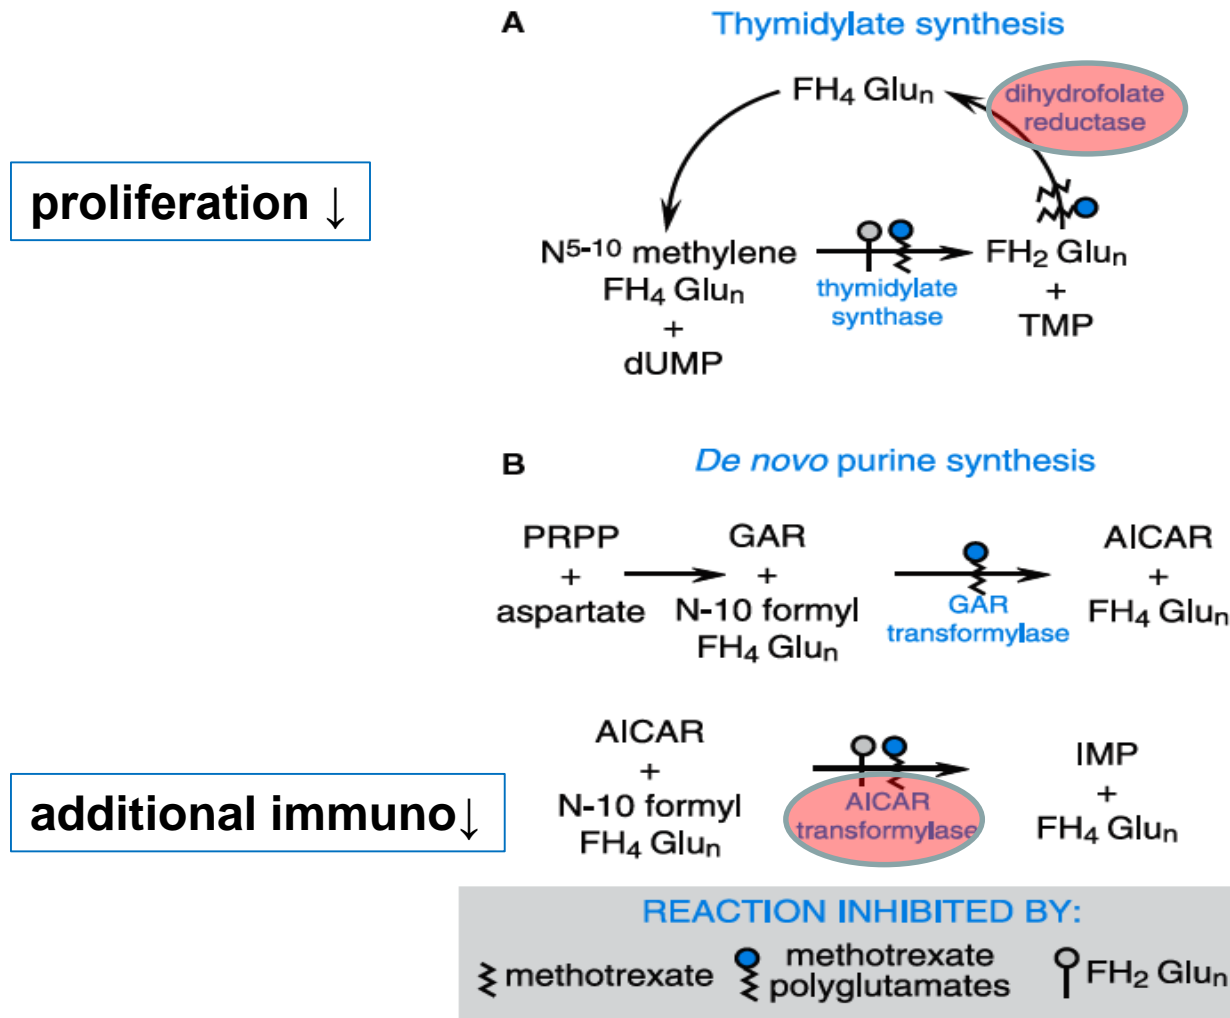 A
Thymidylate synthesis
FH4 Glun
dihydrofolate
reductase
proliferation ↓
N5-10 methylene
FH4 Glun
+
dUMP
thymidylate
synthase
FH2 Glun
+
TMP
B
De novo purine synthesis
PRPP
+
aspartate
GAR
+
N-10 formyl
FH4 Glun
GAR
transformylase
AICAR
+
FH4 Glun
additional immuno↓
AICAR
+
N-10 formyl
FH4 Glun
AICAR
transformylase
IMP
+
FH4 Glun
REACTION INHIBITED BY:
methotrexate
methotrexate
polyglutamates
FH2 Glun